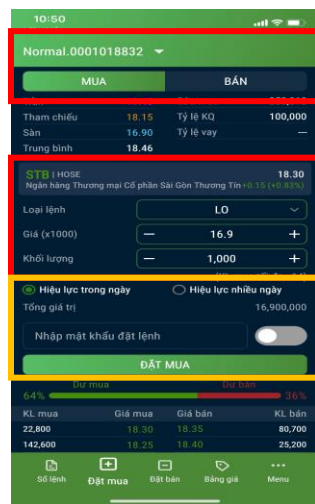 10:50
Normal.0001018832
MUA BÁN
Tham chiếu 18.15 Tỷ lệ KQ 100,000
Sàn 16.90 Tỷ lệ vay —
Trung bình 18.46
STB | HOSE 18.30
Ngân hàng Thương mại Cổ phần Sài Gòn Thương Tín +0.15 (+0.83%)
Loại lệnh LO
Giá (x1000) — 16.9 +
Khối lượng — 1,000 +
Hiệu lực trong ngày Hiệu lực nhiều ngày
Tổng giá trị 16,900,000
Nhập mật khẩu đặt lệnh
ĐẶT MUA
Dư mua Dư bán
64% 36%
KL mua Giá mua Giá bán KL bán
22,800 18.30 18.35 80,700
142,600 18.25 18.40 25,200
Sổ lệnh Đặt mua Đặt bán Bảng giá Menu